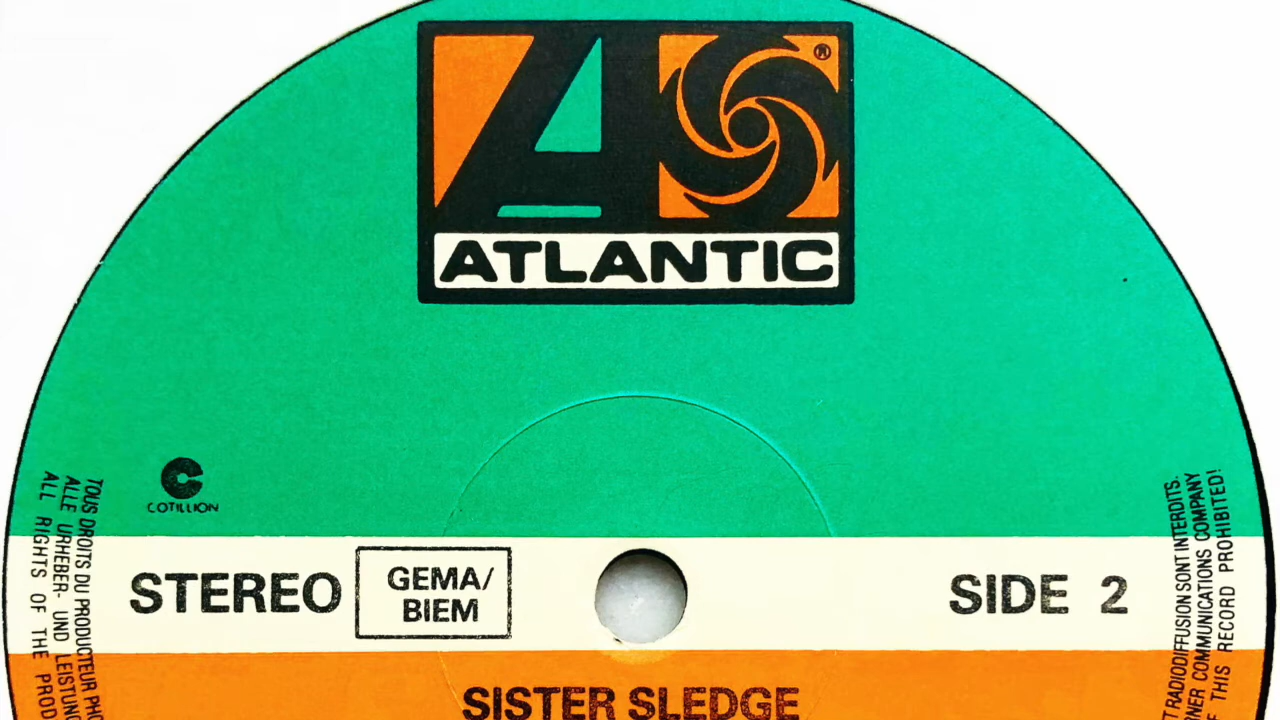 ®
ATLANTIC
COTILLION
STEREO
GEMA/
BIEM
SIDE 2
SISTER SLEDGE
TOUS DROITS DU PRODUCTEUR
ALLE URHEBER- UND
ALL RIGHTS OF THE
RADIODIFFUSION SONT INTERDITS.
COMMUNICATIONS COMPANY
THIS RECORD PROHIBITED!